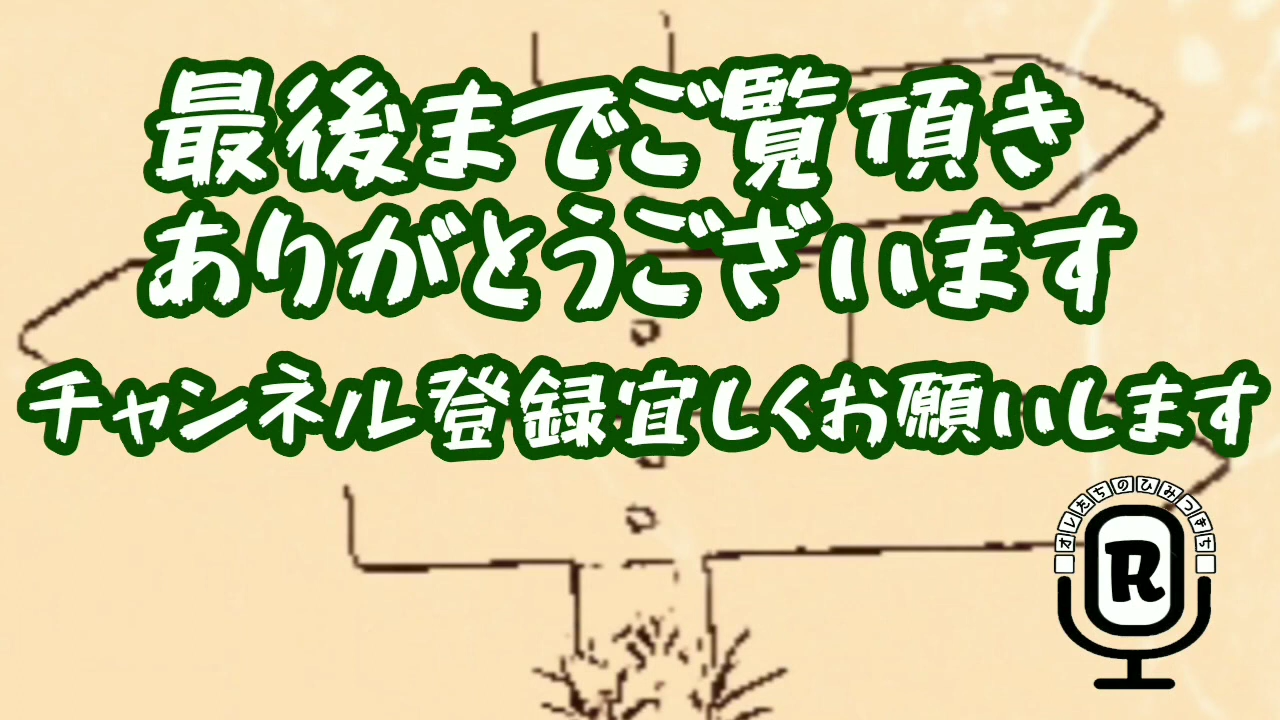 最後までご覧頂き
ありがとうございます
チャンネル登録宜しくお願いします
オレたちのひみつきち
R